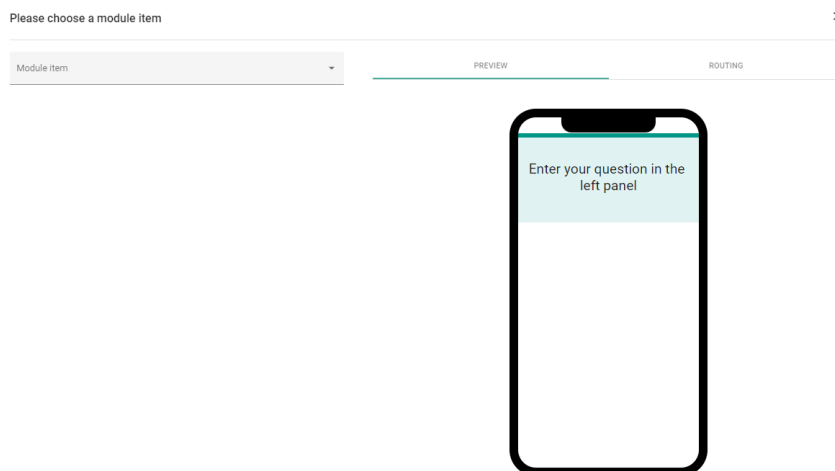 Please choose a module item
Module item
PREVIEW
ROUTING
Enter your question in the
left panel